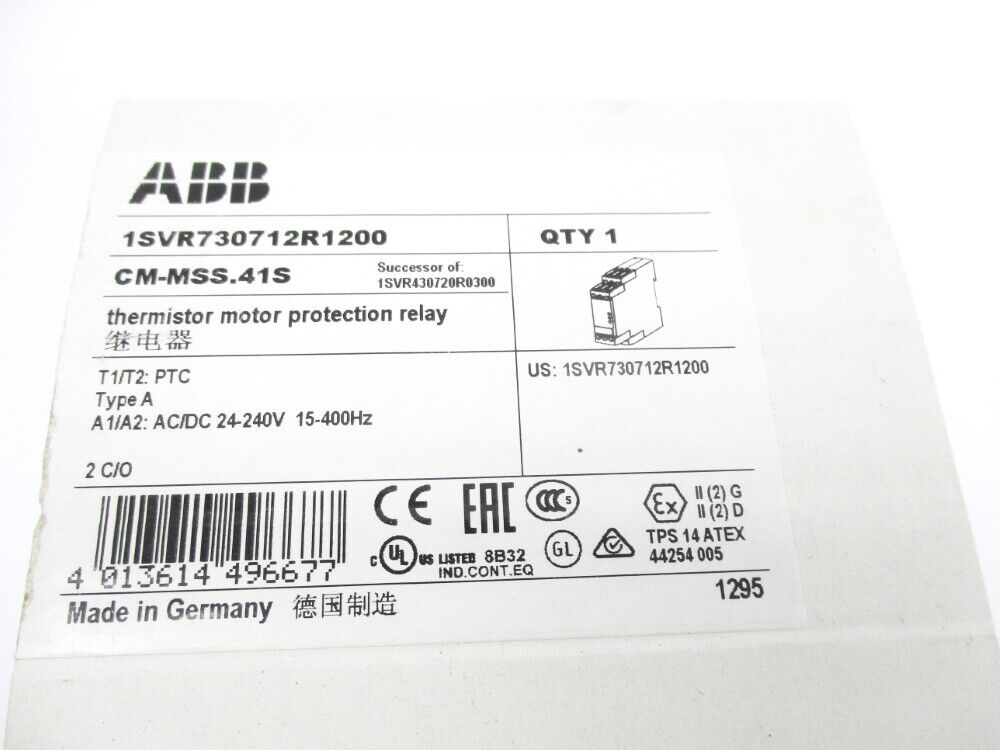 ABB
1SVR730712R1200
QTY 1
CM-MSS.41S
Successor of:
1SVR430720R0300
thermistor motor protection relay
继电器
T1/T2: PTC
Type A
A1/A2: AC/DC 24-240V 15-400Hz
2 C/O
US: 1SVR730712R1200
4 013614 496677
CE EAC CCC S
Ex II (2) G
II (2) D
TPS 14 ATEX
44254 005
C UL US LISTED 8B32
IND.CONT.EQ
GL
Made in Germany 德国制造
1295